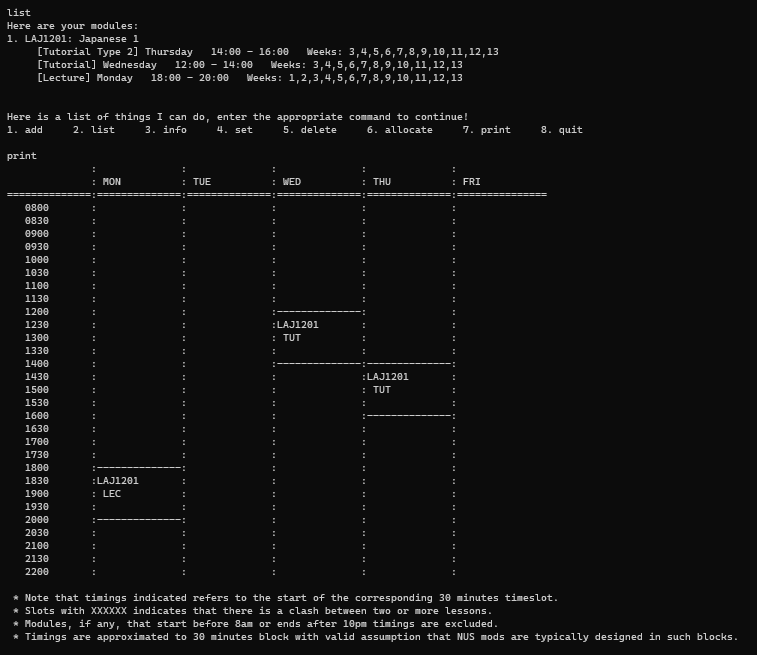 list
Here are your modules:
1. LAJ1201: Japanese 1
     [Tutorial Type 2] Thursday   14:00 - 16:00   Weeks: 3,4,5,6,7,8,9,10,11,12,13
     [Tutorial] Wednesday   12:00 - 14:00   Weeks: 3,4,5,6,7,8,9,10,11,12,13
     [Lecture] Monday   18:00 - 20:00   Weeks: 1,2,3,4,5,6,7,8,9,10,11,12,13
Here is a list of things I can do, enter the appropriate command to continue!
1. add     2. list     3. info     4. set     5. delete     6. allocate     7. print     8. quit
print
              :              :              :              :              :
              : MON          : TUE          : WED          : THU          : FRI
==============:==============:==============:==============:==============:===============
   0800       :              :              :              :              :
   0830       :              :              :              :              :
   0900       :              :              :              :              :
   0930       :              :              :              :              :
   1000       :              :              :              :              :
   1030       :              :              :              :              :
   1100       :              :              :              :              :
   1130       :              :              :              :              :
   1200       :              :              :--------------:              :
   1230       :              :              :LAJ1201       :              :
   1300       :              :              : TUT          :              :
   1330       :              :              :              :              :
   1400       :              :              :--------------:--------------:
   1430       :              :              :              :LAJ1201       :
   1500       :              :              :              : TUT          :
   1530       :              :              :              :              :
   1600       :              :              :              :--------------:
   1630       :              :              :              :              :
   1700       :              :              :              :              :
   1730       :              :              :              :              :
   1800       :--------------:              :              :              :
   1830       :LAJ1201       :              :              :              :
   1900       : LEC          :              :              :              :
   1930       :              :              :              :              :
   2000       :--------------:              :              :              :
   2030       :              :              :              :              :
   2100       :              :              :              :              :
   2130       :              :              :              :              :
   2200       :              :              :              :              :
 * Note that timings indicated refers to the start of the corresponding 30 minutes timeslot.
 * Slots with XXXXXX indicates that there is a clash between two or more lessons.
 * Modules, if any, that start before 8am or ends after 10pm timings are excluded.
 * Timings are approximated to 30 minutes block with valid assumption that NUS mods are typically designed in such blocks.